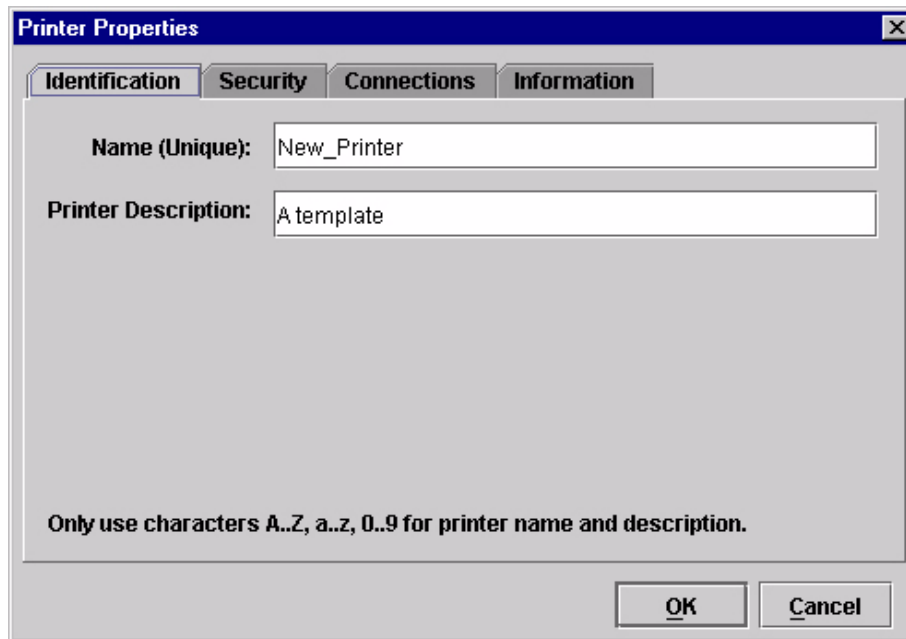 Printer Properties
Identification Security Connections Information
Name (Unique): New_Printer
Printer Description: A template
Only use characters A..Z, a..z, 0..9 for printer name and description.
OK Cancel